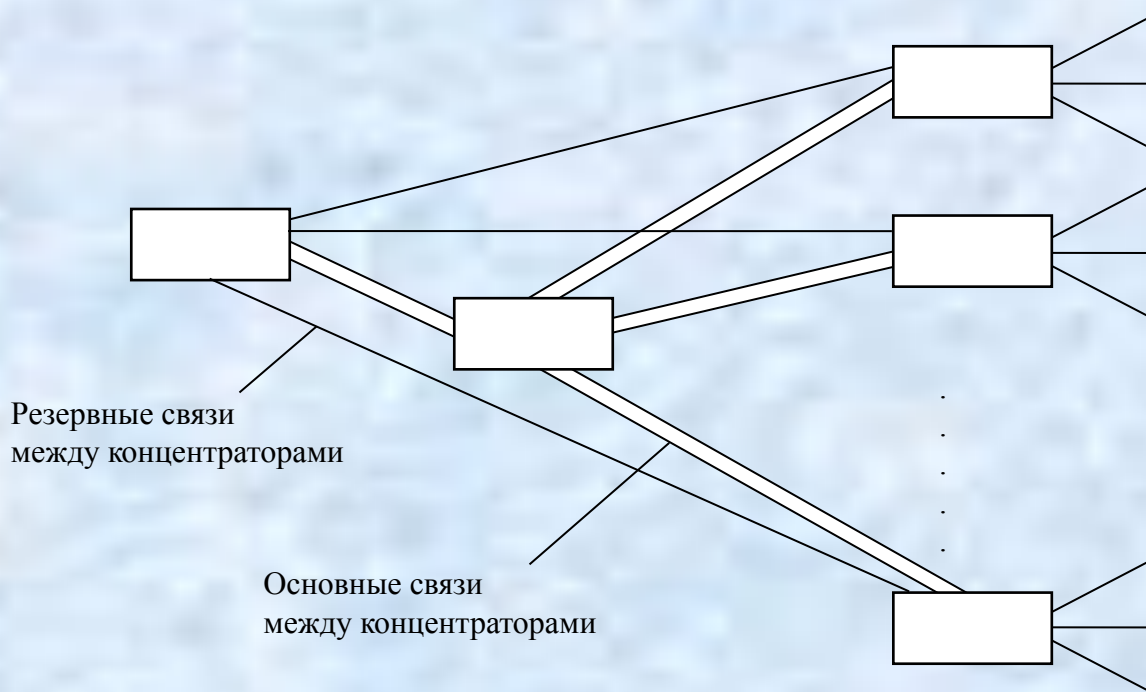 Резервные связи
между концентраторами
Основные связи
между концентраторами